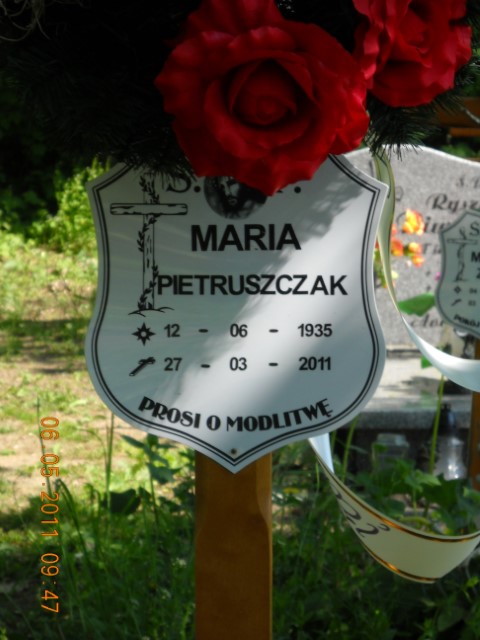 MARIA
PIETRUSZCZAK
12 - 06 - 1935
27 - 03 - 2011
PROSI O MODLITWĘ
06.05.2011 09:47